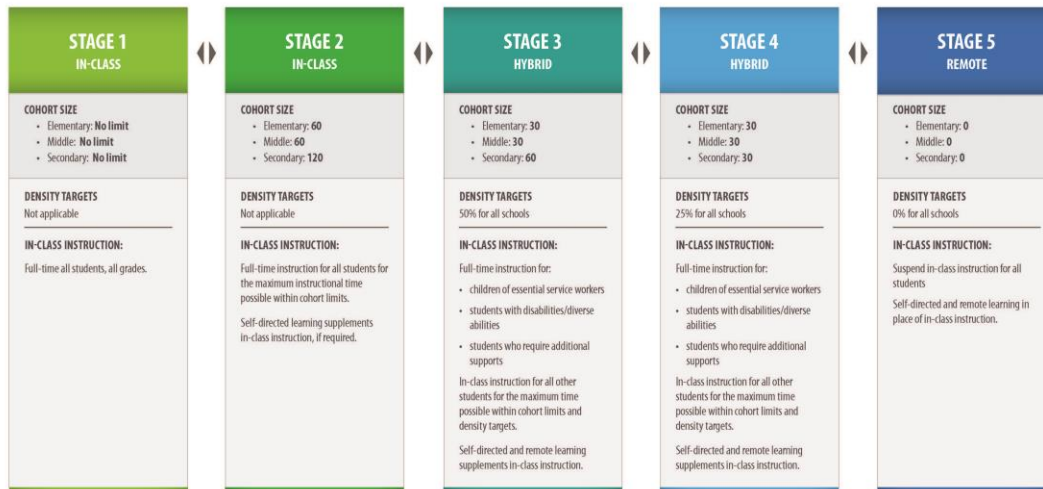 STAGE 1
IN-CLASS
COHORT SIZE
• Elementary: No limit
• Middle: No limit
• Secondary: No limit
DENSITY TARGETS
Not applicable
IN-CLASS INSTRUCTION:
Full-time all students, all grades.
STAGE 2
IN-CLASS
COHORT SIZE
• Elementary: 60
• Middle: 60
• Secondary: 120
DENSITY TARGETS
Not applicable
IN-CLASS INSTRUCTION:
Full-time instruction for all students for
the maximum instructional time
possible within cohort limits.
Self-directed learning supplements
in-class instruction, if required.
STAGE 3
HYBRID
COHORT SIZE
• Elementary: 30
• Middle: 30
• Secondary: 60
DENSITY TARGETS
50% for all schools
IN-CLASS INSTRUCTION:
Full-time instruction for:
• children of essential service workers
• students with disabilities/diverse
abilities
• students who require additional
supports
In-class instruction for all other
students for the maximum time
possible within cohort limits and
density targets.
Self-directed and remote learning
supplements in-class instruction.
STAGE 4
HYBRID
COHORT SIZE
• Elementary: 30
• Middle: 30
• Secondary: 30
DENSITY TARGETS
25% for all schools
IN-CLASS INSTRUCTION:
Full-time instruction for:
• children of essential service workers
• students with disabilities/diverse
abilities
• students who require additional
supports
In-class instruction for all other
students for the maximum time
possible within cohort limits and
density targets.
Self-directed and remote learning
supplements in-class instruction.
STAGE 5
REMOTE
COHORT SIZE
• Elementary: 0
• Middle: 0
• Secondary: 0
DENSITY TARGETS
0% for all schools
IN-CLASS INSTRUCTION:
Suspend in-class instruction for all
students
Self-directed and remote learning in
place of in-class instruction.